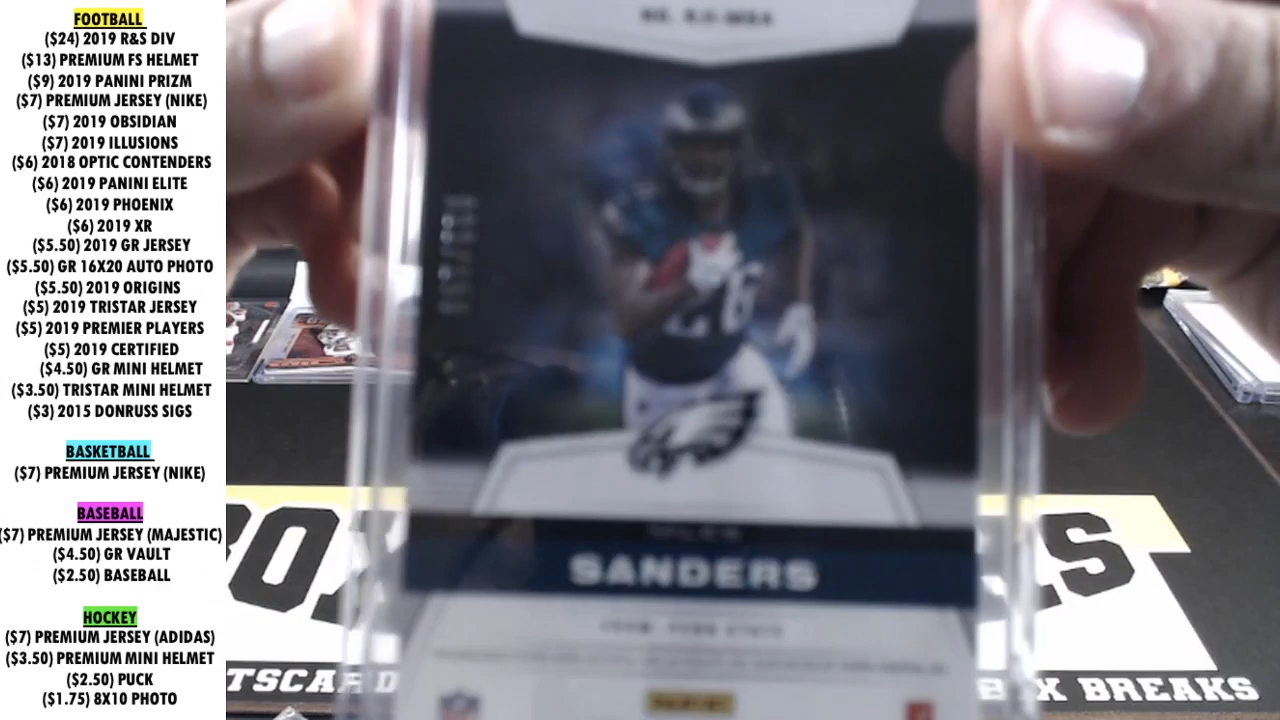 FOOTBALL
($24) 2019 R&S DIV
($13) PREMIUM FS HELMET
($9) 2019 PANINI PRIZM
($7) PREMIUM JERSEY (NIKE)
($7) 2019 OBSIDIAN
($7) 2019 ILLUSIONS
($6) 2018 OPTIC CONTENDERS
($6) 2019 PANINI ELITE
($6) 2019 PHOENIX
($6) 2019 XR
($5.50) 2019 GR JERSEY
($5.50) GR 16X20 AUTO PHOTO
($5.50) 2019 ORIGINS
($5) 2019 TRISTAR JERSEY
($5) 2019 PREMIER PLAYERS
($5) 2019 CERTIFIED
($4.50) GR MINI HELMET
($3.50) TRISTAR MINI HELMET
($3) 2015 DONRUSS SIGS
BASKETBALL
($7) PREMIUM JERSEY (NIKE)
BASEBALL
($7) PREMIUM JERSEY (MAJESTIC)
($4.50) GR VAULT
($2.50) BASEBALL
HOCKEY
($7) PREMIUM JERSEY (ADIDAS)
($3.50) PREMIUM MINI HELMET
($2.50) PUCK
($1.75) 8X10 PHOTO
26
SANDERS
PENN STATE
PANINI
TSCARD
BREAKS